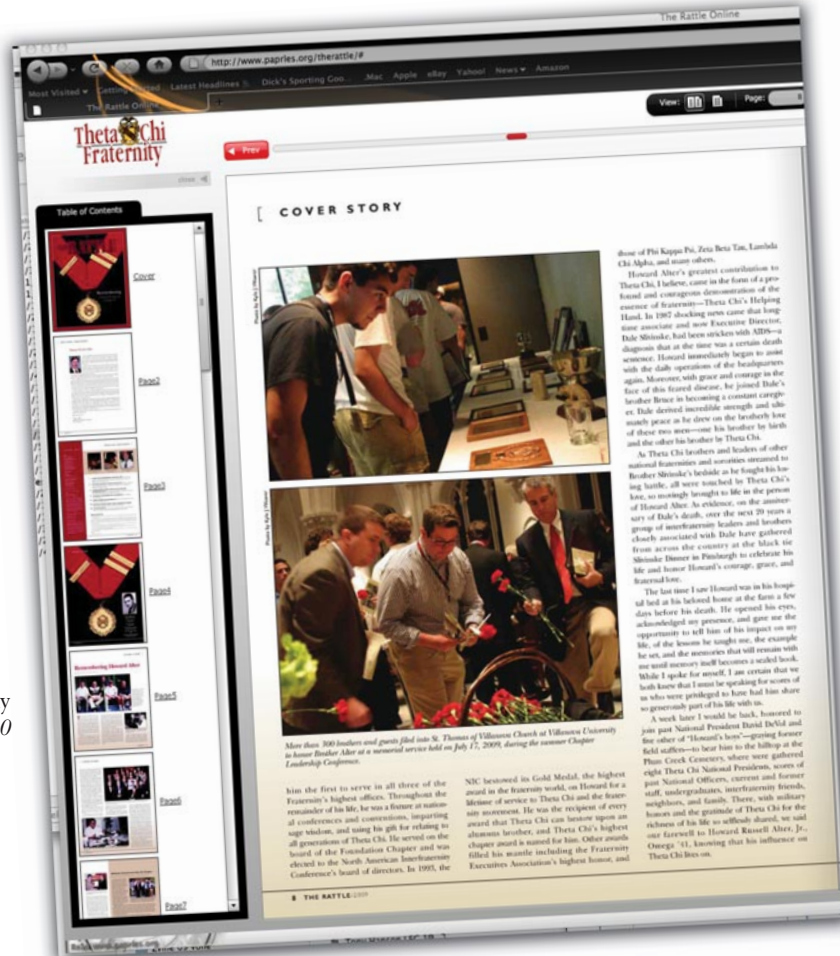 The Rattle Online
http://www.paprles.org/therattle/#
Most Visited
Getting Started
Latest Headlines
Dick's Sporting Goo...
.Mac
Apple
eBay
Yahoo!
News
Amazon
The Rattle Online
+
View:
Page:
8
Theta Chi
Fraternity
Prev
close
Table of Contents
Cover
Page2
Page3
Page4
Remembering Howard Alter
Page5
Page6
Page7
y
0
[ COVER STORY
Photo by Kyle J Weaver
Photo by Kyle J Weaver
More than 300 brothers and guests filed into St. Thomas of Villanova Church at Villanova University
to honor Brother Alter at a memorial service held on July 17, 2009, during the summer Chapter
Leadership Conference.
him the first to serve in all three of the
Fraternity's highest offices. Throughout the
remainder of his life, he was a fixture at nation-
al conferences and conventions, imparting
sage wisdom, and using his gift for relating to
all generations of Theta Chi. He served on the
board of the Foundation Chapter and was
elected to the North American Interfraternity
Conference's board of directors. In 1993, the
NIC bestowed its Gold Medal, the highest
award in the fraternity world, on Howard for a
lifetime of service to Theta Chi and the frater-
nity movement. He was the recipient of every
award that Theta Chi can bestow upon an
alumnus brother, and Theta Chi's highest
chapter award is named for him. Other awards
filled his mantle including the Fraternity
Executives Association's highest honor, and
those of Phi Kappa Psi, Zeta Beta Tau, Lambda
Chi Alpha, and many others.
Howard Alter's greatest contribution to
Theta Chi, I believe, came in the form of a pro-
found and courageous demonstration of the
essence of fraternity—Theta Chi's Helping
Hand. In 1987 shocking news came that long-
time associate and now Executive Director,
Dale Slivinske, had been stricken with AIDS—a
diagnosis that at the time was a certain death
sentence. Howard immediately began to assist
with the daily operations of the headquarters
again. Moreover, with grace and courage in the
face of this feared disease, he joined Dale's
brother Bruce in becoming a constant caregiv-
er. Dale derived incredible strength and ulti-
mately peace as he drew on the brotherly love
of these two men—one his brother by birth
and the other his brother by Theta Chi.
As Theta Chi brothers and leaders of other
national fraternities and sororities streamed to
Brother Slivinske's bedside as he fought his los-
ing battle, all were touched by Theta Chi's
love, so movingly brought to life in the person
of Howard Alter. As evidence, on the anniver-
sary of Dale's death, over the next 20 years a
group of interfraternity leaders and brothers
closely associated with Dale have gathered
from across the country at the black tie
Slivinske Dinner in Pittsburgh to celebrate his
life and honor Howard's courage, grace, and
fraternal love.
The last time I saw Howard was in his hospi-
tal bed at his beloved home at the farm a few
days before his death. He opened his eyes,
acknowledged my presence, and gave me the
opportunity to tell him of his impact on my
life, of the lessons he taught me, the example
he set, and the memories that will remain with
me until memory itself becomes a sealed book.
While I spoke for myself, I am certain that we
both knew that I must be speaking for scores of
us who were privileged to have had him share
so generously part of his life with us.
A week later I would be back, honored to
join past National President David DeVol and
five other of "Howard's boys"—graying former
field staffers—to bear him to the hilltop at the
Plum Creek Cemetery, where were gathered
eight Theta Chi National Presidents, scores of
past National Officers, current and former
staff, undergraduates, interfraternity friends,
neighbors, and family. There, with military
honors and the gratitude of Theta Chi for the
richness of his life so selflessly shared, we said
our farewell to Howard Russell Alter, Jr.,
Omega '41, knowing that his influence on
Theta Chi lives on.
8 THE RATTLE/2009